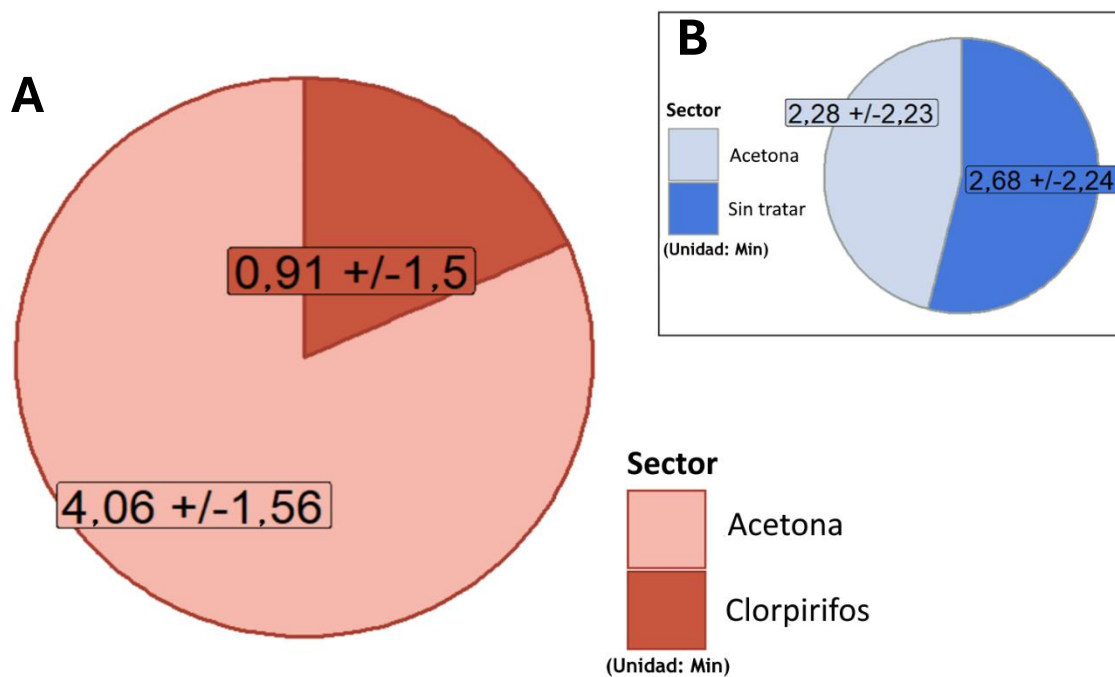 A
0,91 +/-1,5
4,06 +/-1,56
Sector
Acetona
Clorpirifos
(Unidad: Min)
B
2,28 +/-2,23
2,68 +/-2,24
Sector
Acetona
Sin tratar
(Unidad: Min)